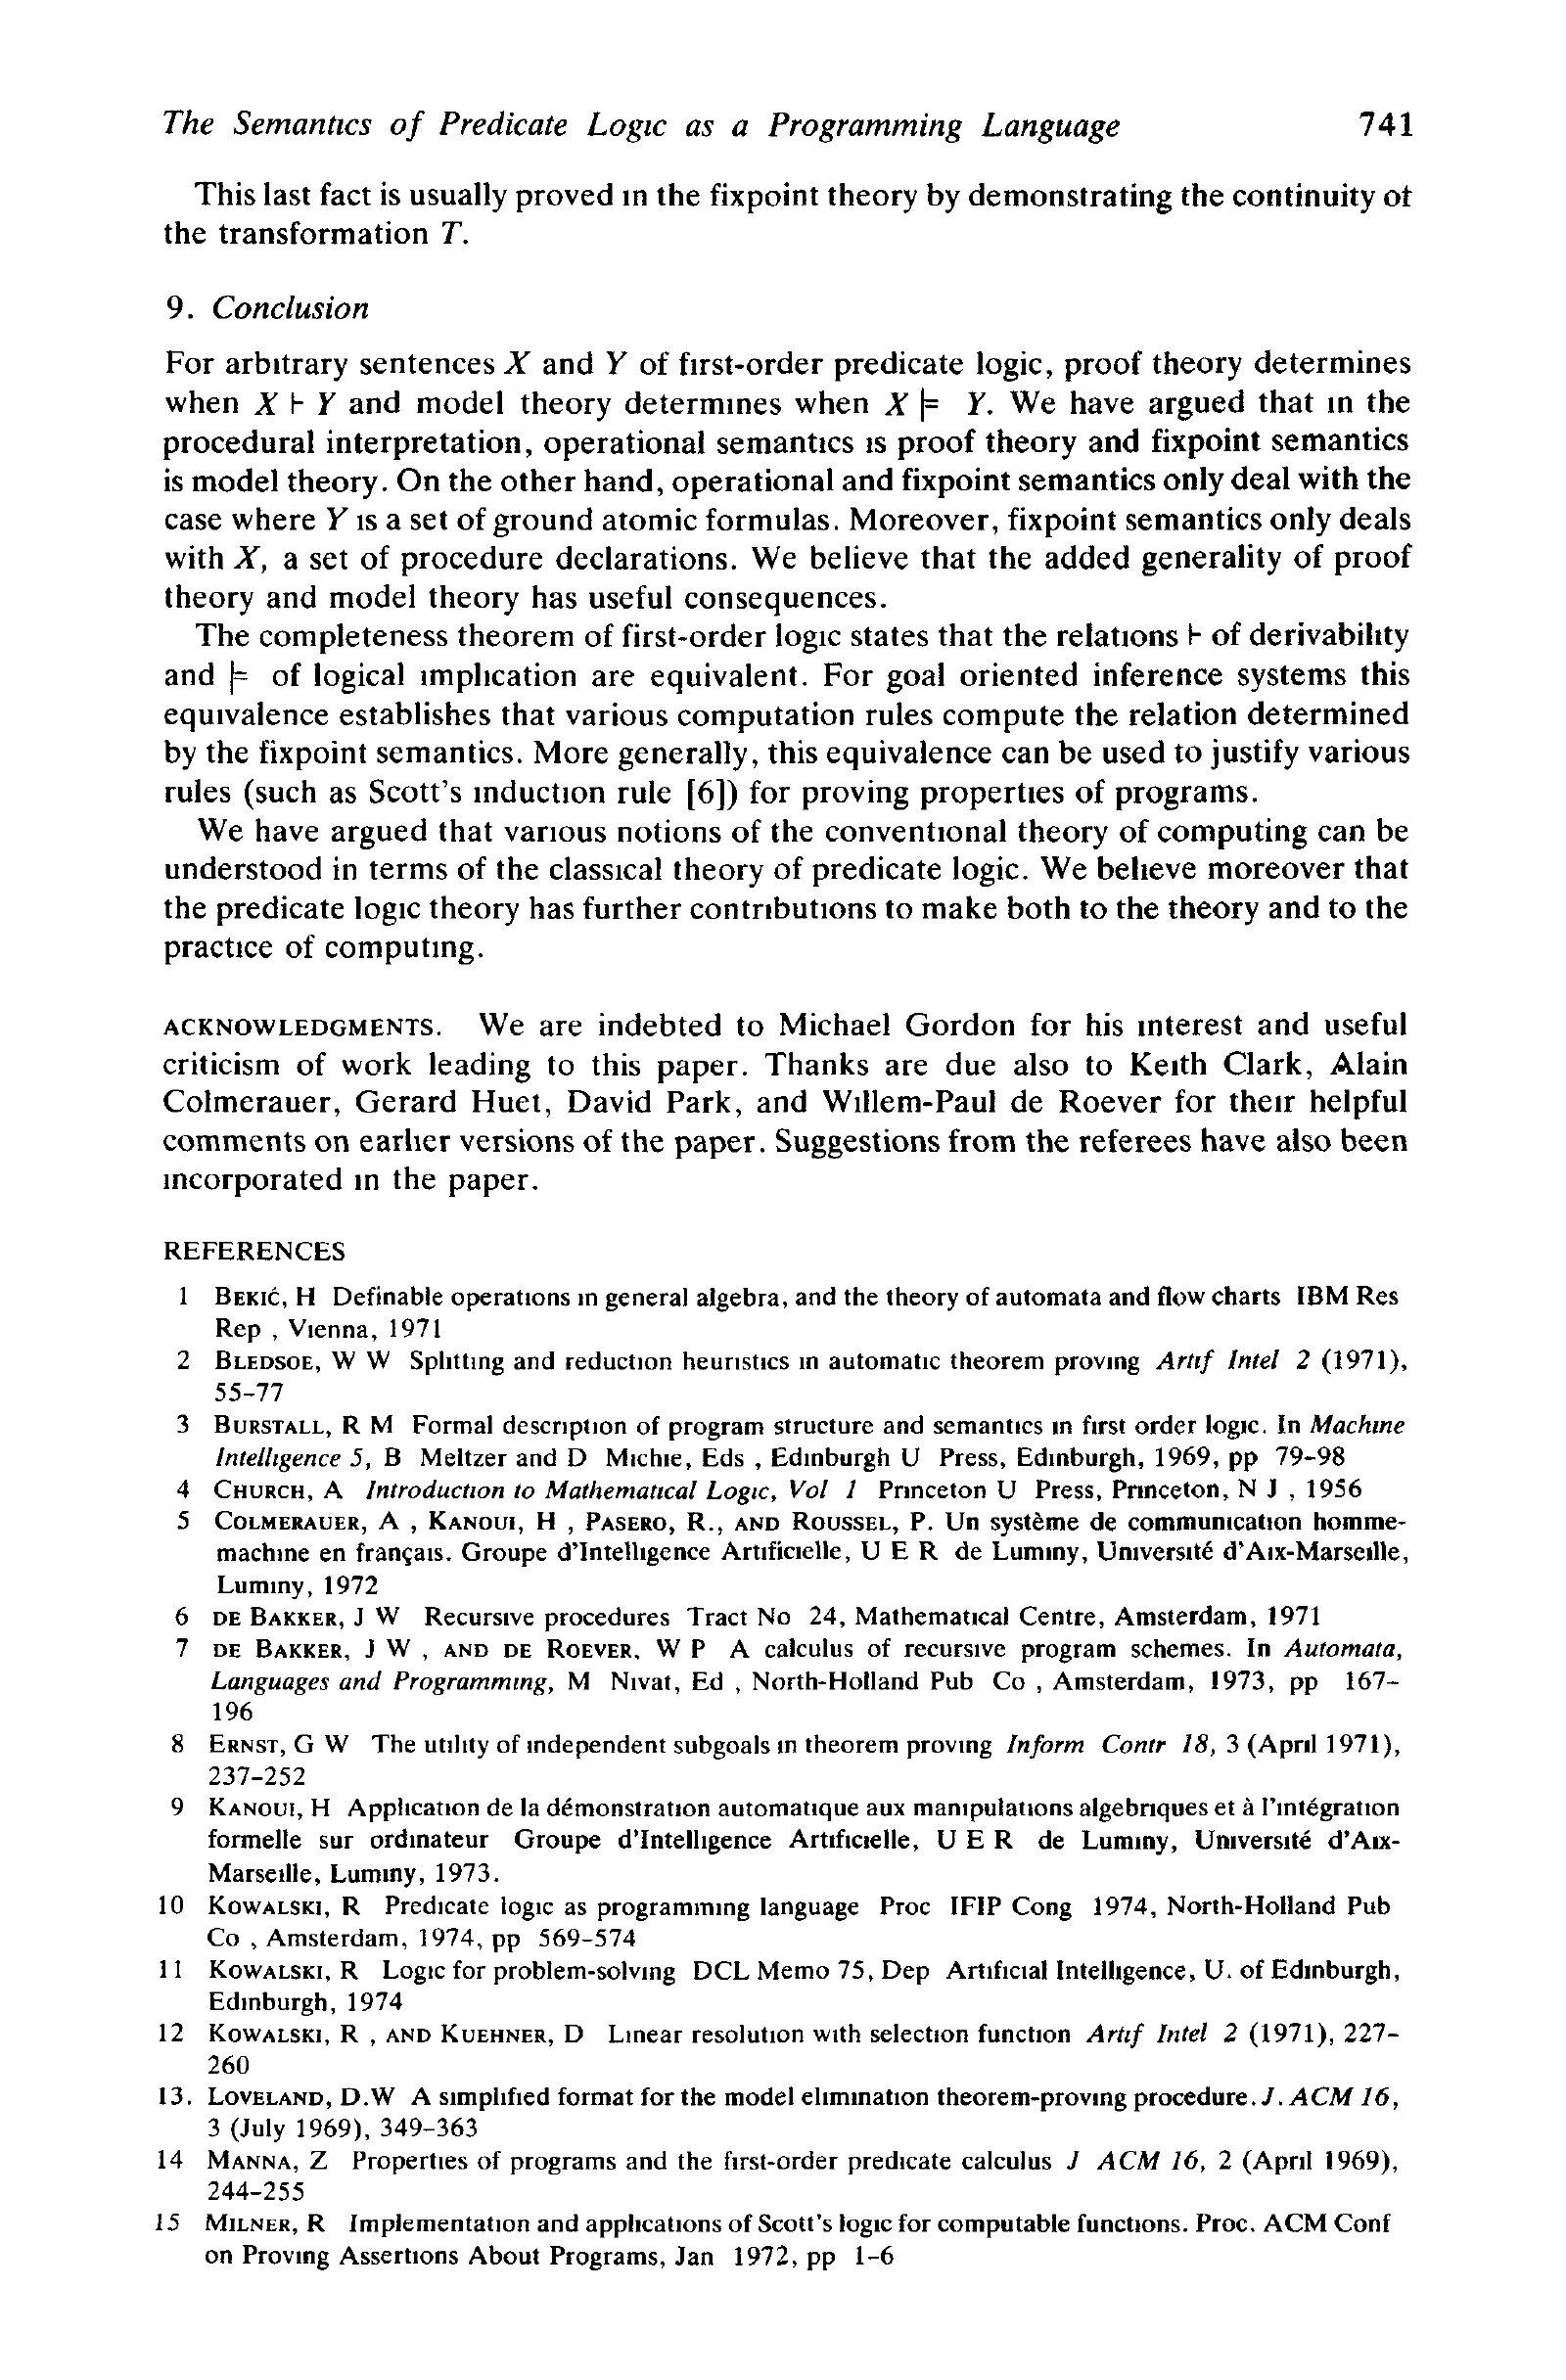 The Semantics of Predicate Logic as a Programming Language 741
This last fact is usually proved in the fixpoint theory by demonstrating the continuity of
the transformation T.
9. Conclusion
For arbitrary sentences X and Y of first-order predicate logic, proof theory determines
when X ⊢ Y and model theory determines when X ⊨ Y. We have argued that in the
procedural interpretation, operational semantics is proof theory and fixpoint semantics
is model theory. On the other hand, operational and fixpoint semantics only deal with the
case where Y is a set of ground atomic formulas. Moreover, fixpoint semantics only deals
with X, a set of procedure declarations. We believe that the added generality of proof
theory and model theory has useful consequences.
The completeness theorem of first-order logic states that the relations ⊢ of derivability
and ⊨ of logical implication are equivalent. For goal oriented inference systems this
equivalence establishes that various computation rules compute the relation determined
by the fixpoint semantics. More generally, this equivalence can be used to justify various
rules (such as Scott's induction rule [6]) for proving properties of programs.
We have argued that various notions of the conventional theory of computing can be
understood in terms of the classical theory of predicate logic. We believe moreover that
the predicate logic theory has further contributions to make both to the theory and to the
practice of computing.
ACKNOWLEDGMENTS. We are indebted to Michael Gordon for his interest and useful
criticism of work leading to this paper. Thanks are due also to Keith Clark, Alain
Colmerauer, Gerard Huet, David Park, and Willem-Paul de Roever for their helpful
comments on earlier versions of the paper. Suggestions from the referees have also been
incorporated in the paper.
REFERENCES
1 BEKIĆ, H Definable operations in general algebra, and the theory of automata and flow charts IBM Res
Rep , Vienna, 1971
2 BLEDSOE, W W Splitting and reduction heuristics in automatic theorem proving Artif Intel 2 (1971),
55-77
3 BURSTALL, R M Formal description of program structure and semantics in first order logic. In Machine
Intelligence 5, B Meltzer and D Michie, Eds , Edinburgh U Press, Edinburgh, 1969, pp 79-98
4 CHURCH, A Introduction to Mathematical Logic, Vol 1 Princeton U Press, Princeton, N J , 1956
5 COLMERAUER, A , KANOUI, H , PASERO, R., AND ROUSSEL, P. Un système de communication homme-
machine en français. Groupe d'Intelligence Artificielle, U E R de Luminy, Université d'Aix-Marseille,
Luminy, 1972
6 DE BAKKER, J W Recursive procedures Tract No 24, Mathematical Centre, Amsterdam, 1971
7 DE BAKKER, J W , AND DE ROEVER, W P A calculus of recursive program schemes. In Automata,
Languages and Programming, M Nivat, Ed , North-Holland Pub Co , Amsterdam, 1973, pp 167-
196
8 ERNST, G W The utility of independent subgoals in theorem proving Inform Contr 18, 3 (April 1971),
237-252
9 KANOUI, H Application de la démonstration automatique aux manipulations algebriques et à l'intégration
formelle sur ordinateur Groupe d'Intelligence Artificielle, U E R de Luminy, Université d'Aix-
Marseille, Luminy, 1973.
10 KOWALSKI, R Predicate logic as programming language Proc IFIP Cong 1974, North-Holland Pub
Co , Amsterdam, 1974, pp 569-574
11 KOWALSKI, R Logic for problem-solving DCL Memo 75, Dep Artificial Intelligence, U. of Edinburgh,
Edinburgh, 1974
12 KOWALSKI, R , AND KUEHNER, D Linear resolution with selection function Artif Intel 2 (1971), 227-
260
13. LOVELAND, D.W A simplified format for the model elimination theorem-proving procedure. J. ACM 16,
3 (July 1969), 349-363
14 MANNA, Z Properties of programs and the first-order predicate calculus J ACM 16, 2 (April 1969),
244-255
15 MILNER, R Implementation and applications of Scott's logic for computable functions. Proc. ACM Conf
on Proving Assertions About Programs, Jan 1972, pp 1-6